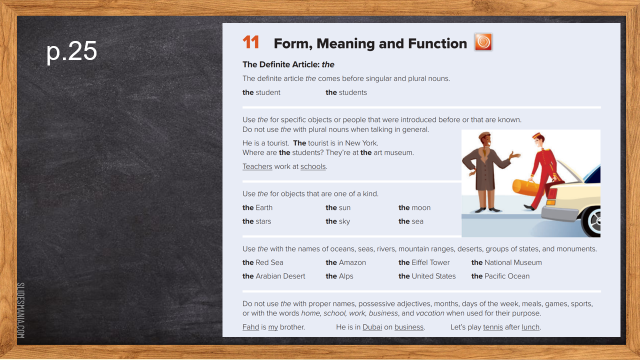 p.25
11 Form, Meaning and Function
The Definite Article: the
The definite article the comes before singular and plural nouns.
the student the students
Use the for specific objects or people that were introduced before or that are known.
Do not use the with plural nouns when talking in general.
He is a tourist. The tourist is in New York.
Where are the students? They're at the art museum.
Teachers work at schools.
Use the for objects that are one of a kind.
the Earth the sun the moon
the stars the sky the sea
Use the with the names of oceans, seas, rivers, mountain ranges, deserts, groups of states, and monuments.
the Red Sea the Amazon the Eiffel Tower the National Museum
the Arabian Desert the Alps the United States the Pacific Ocean
Do not use the with proper names, possessive adjectives, months, days of the week, meals, games, sports,
or with the words home, school, work, business, and vacation when used for their purpose.
Fahd is my brother. He is in Dubai on business. Let's play tennis after lunch.
SLIDESMANIA.COM